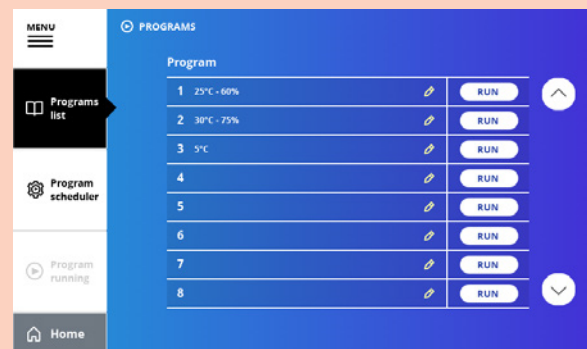 MENU
PROGRAMS
Program
1 25°C - 60% RUN
2 30°C - 75% RUN
3 5°C RUN
4 RUN
5 RUN
6 RUN
7 RUN
8 RUN
Programs
list
Program
scheduler
Program
running
Home